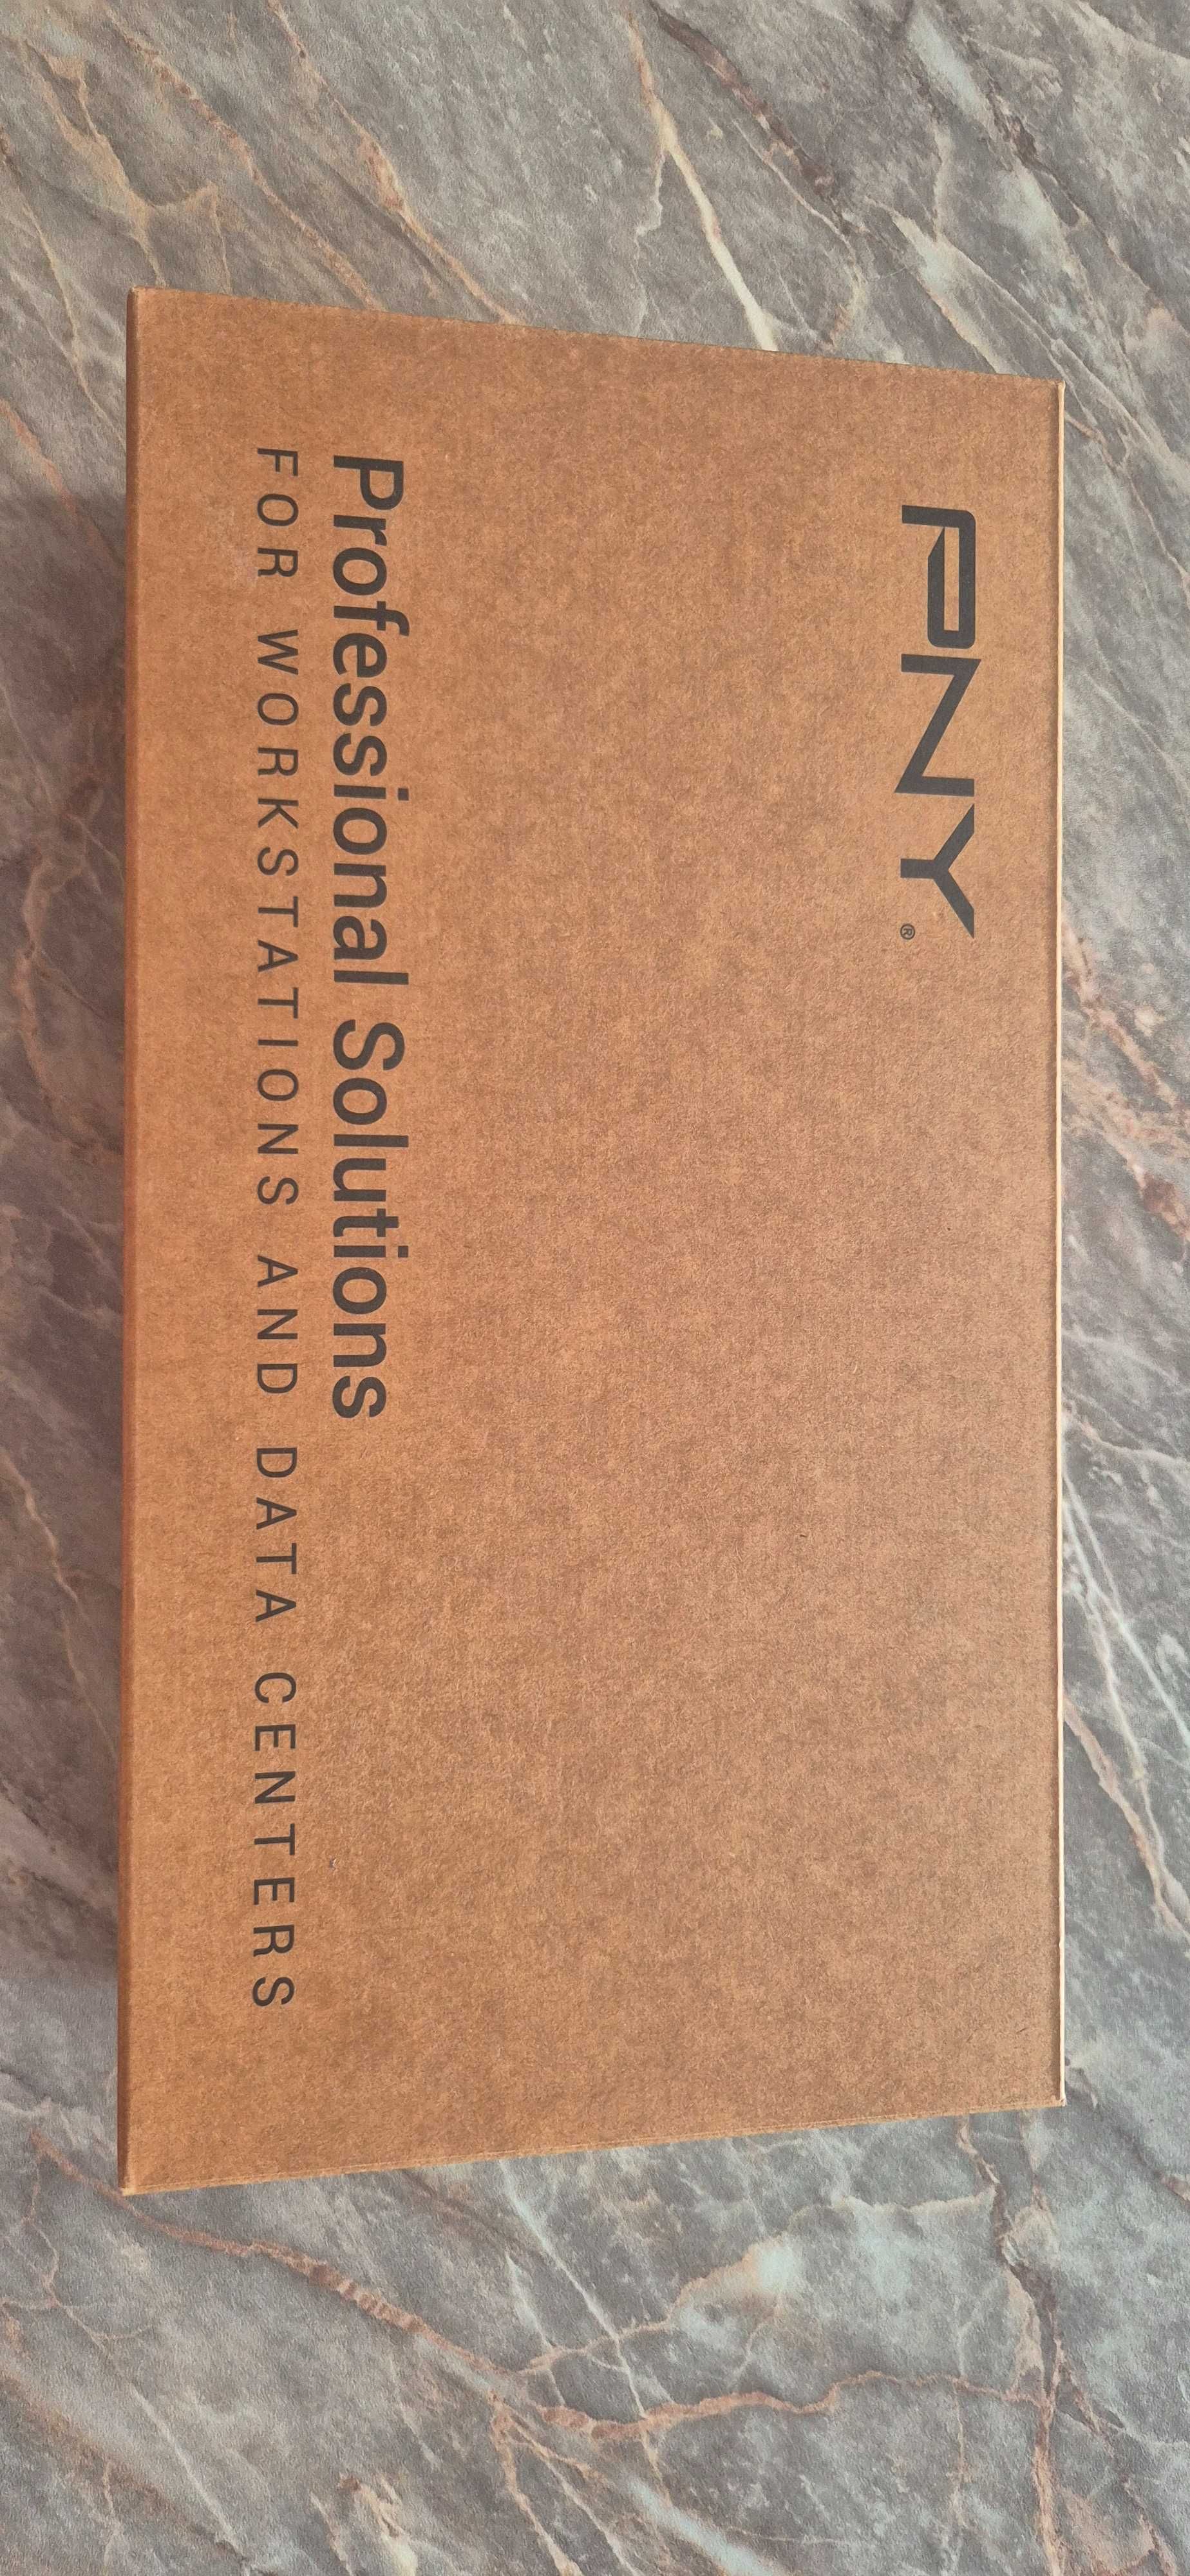 PNY®
Professional Solutions
FOR WORKSTATIONS AND DATA CENTERS